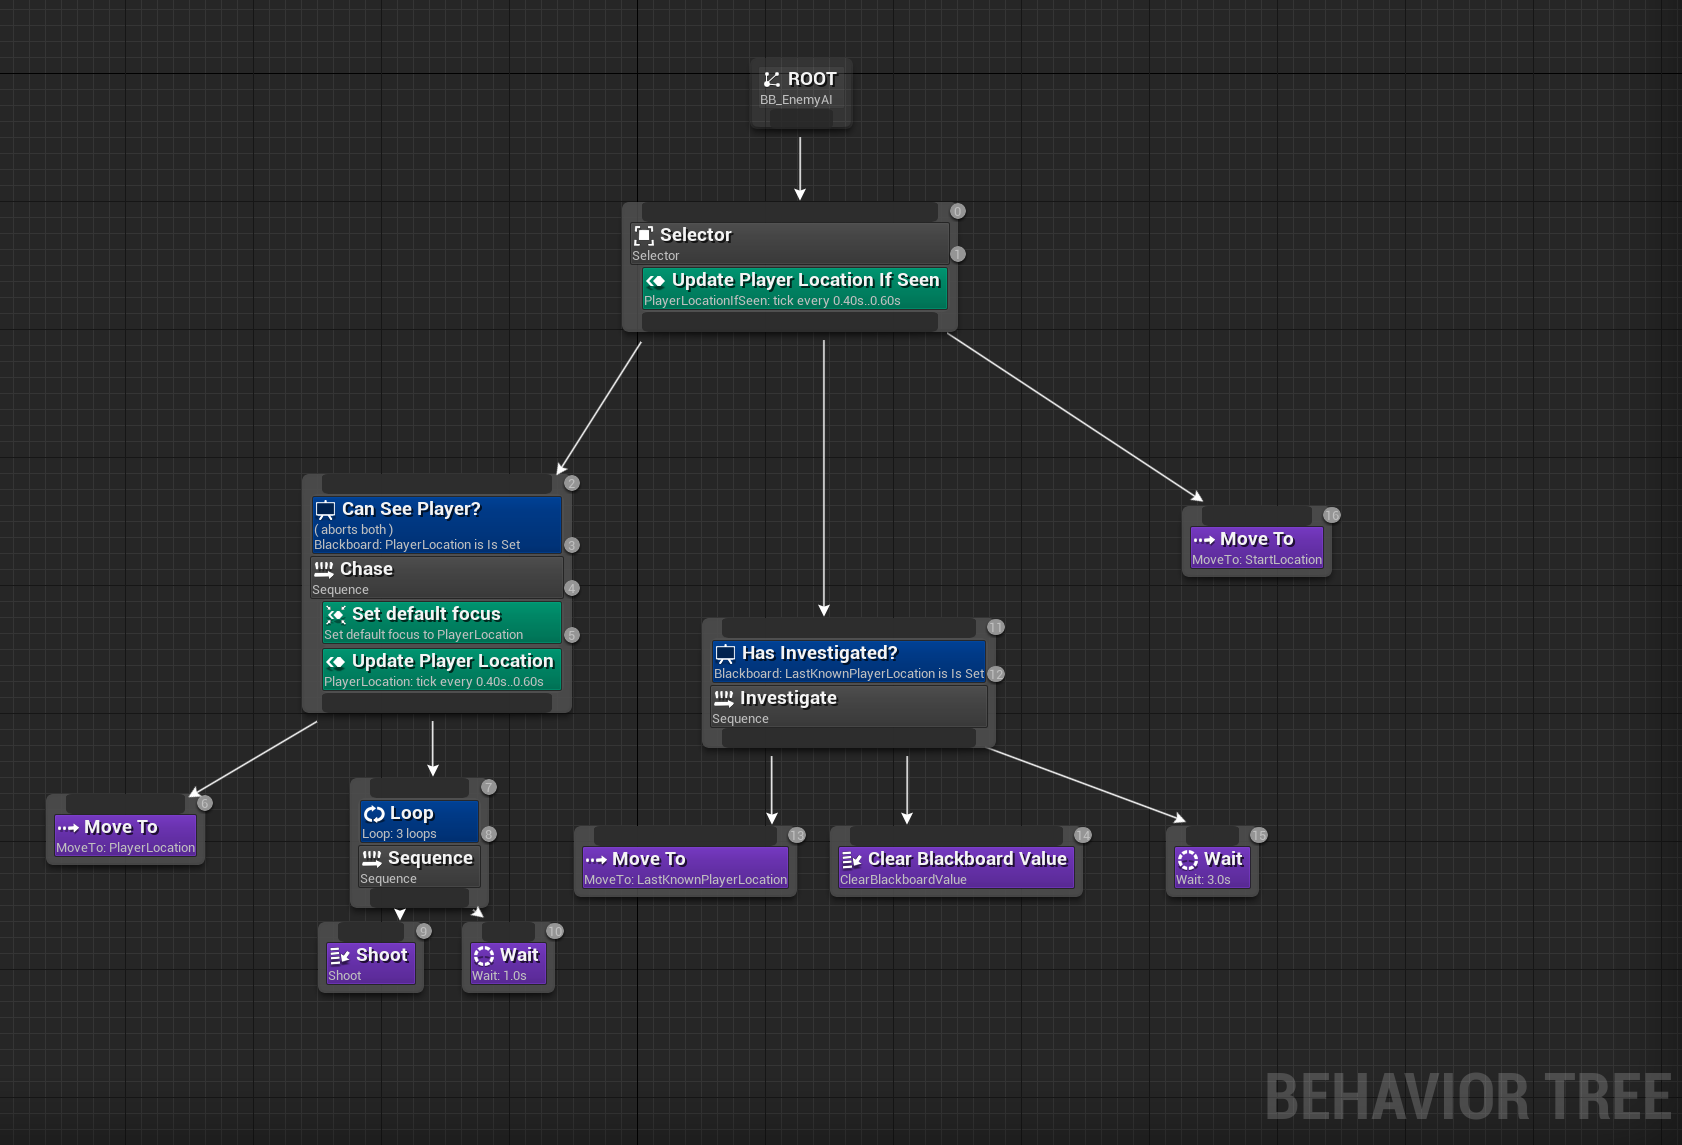 ROOT
BB_EnemyAI
0
Selector
Selector
1
Update Player Location If Seen
PlayerLocationIfSeen: tick every 0.40s..0.60s
2
Can See Player?
( aborts both )
Blackboard: PlayerLocation is Is Set
3
Chase
Sequence
4
Set default focus
Set default focus to PlayerLocation
5
Update Player Location
PlayerLocation: tick every 0.40s..0.60s
16
Move To
MoveTo: StartLocation
11
Has Investigated?
Blackboard: LastKnownPlayerLocation is Is Set
12
Investigate
Sequence
6
Move To
MoveTo: PlayerLocation
7
Loop
Loop: 3 loops
8
Sequence
Sequence
9
Shoot
Shoot
10
Wait
Wait: 1.0s
13
Move To
MoveTo: LastKnownPlayerLocation
14
Clear Blackboard Value
ClearBlackboardValue
15
Wait
Wait: 3.0s
BEHAVIOR TREE